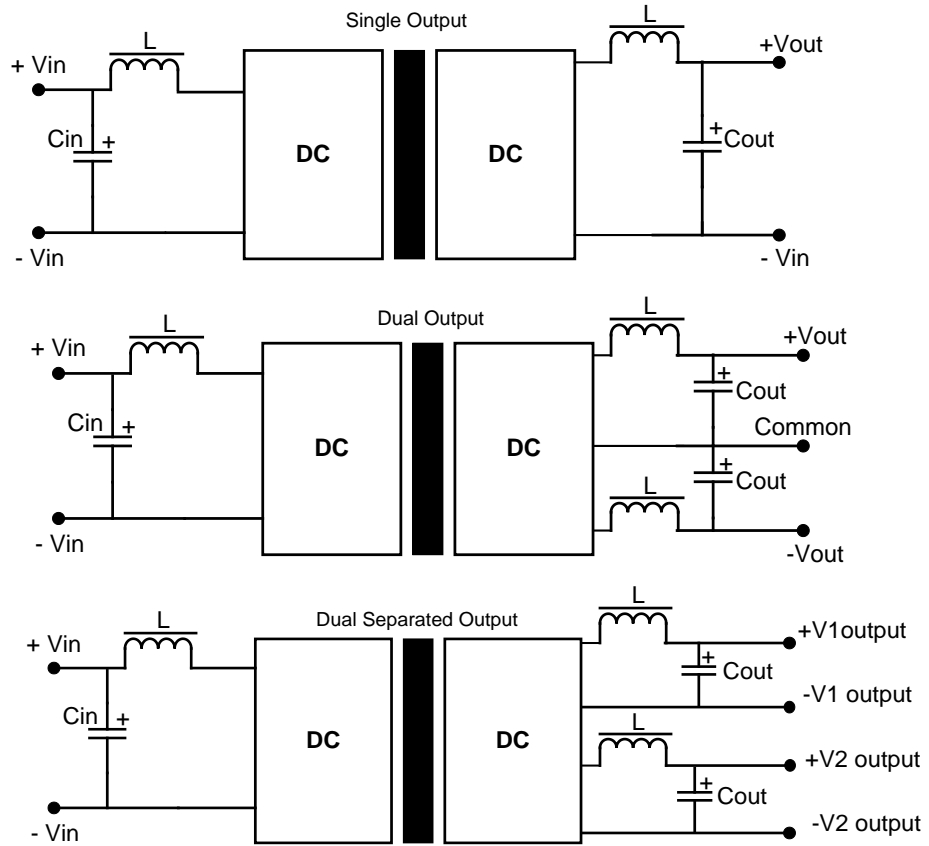 Single Output
L
L
+ Vin
+Vout
Cin
+
DC
DC
+
Cout
- Vin
- Vin
Dual Output
L
L
+ Vin
+Vout
+
Cout
Cin
+
DC
DC
Common
+
Cout
L
- Vin
-Vout
Dual Separated Output
L
L
+ Vin
+V1output
+
Cout
-V1 output
Cin
+
DC
DC
L
+V2 output
+
Cout
- Vin
-V2 output